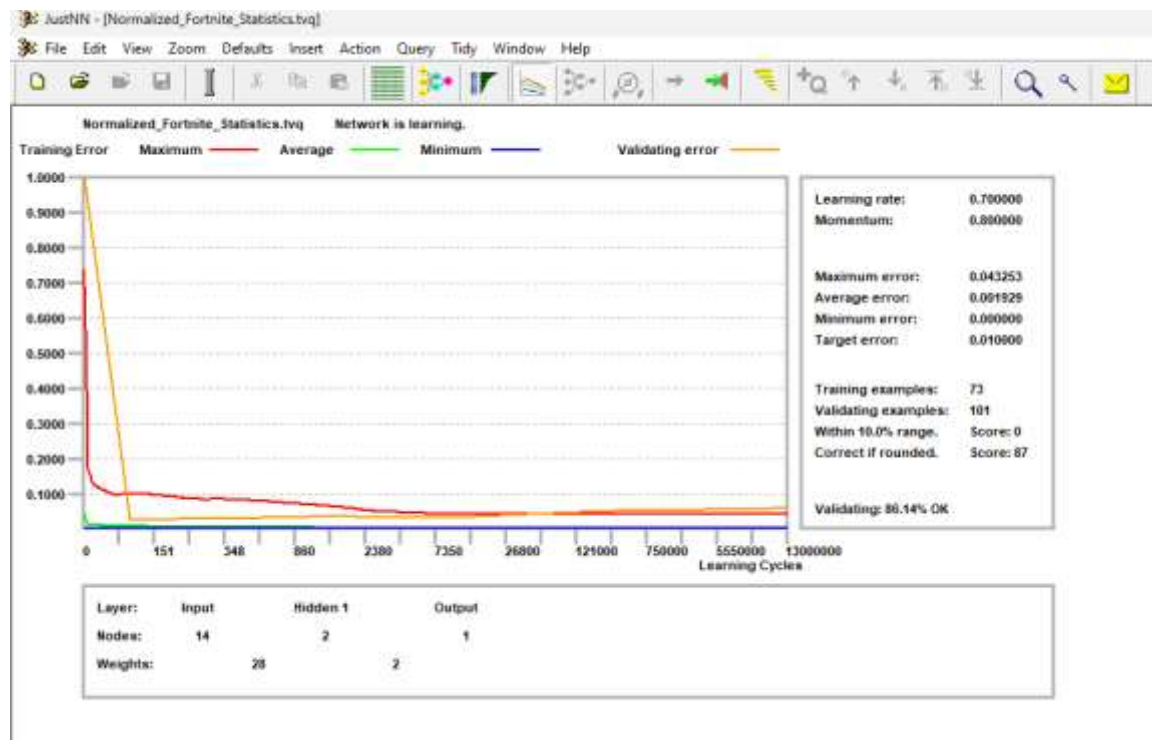 JustNN - [Normalized_Fortnite_Statistics.tvq]
File Edit View Zoom Defaults Insert Action Query Tidy Window Help
Normalized_Fortnite_Statistics.tvq Network is learning.
Training Error Maximum Average Minimum Validating error
1.0000
0.9000
0.8000
0.7000
0.6000
0.5000
0.4000
0.3000
0.2000
0.1000
0 151 348 860 2380 7350 26800 121000 750000 5550000 13000000
Learning Cycles
Learning rate: 0.700000
Momentum: 0.800000
Maximum error: 0.043253
Average error: 0.001929
Minimum error: 0.000000
Target error: 0.010000
Training examples: 73
Validating examples: 101
Within 10.0% range. Score: 0
Correct if rounded. Score: 87
Validating: 86.14% OK
Layer: Input Hidden 1 Output
Nodes: 14 2 1
Weights: 28 2